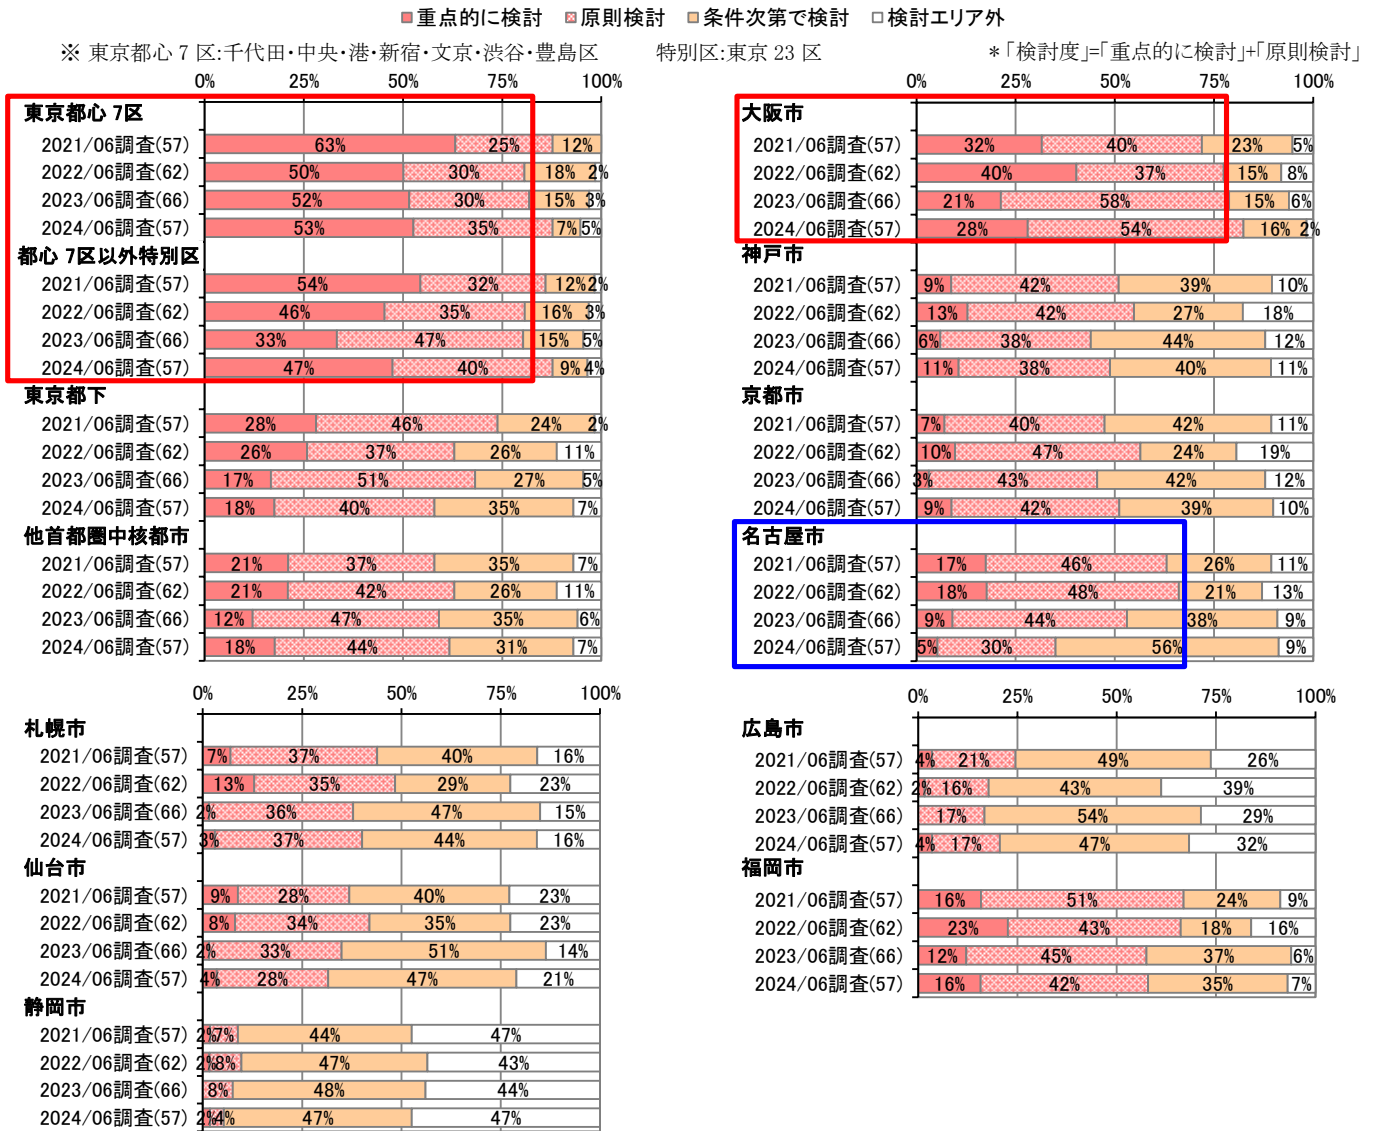 重点的に検討 原則検討 条件次第で検討 検討エリア外
※ 東京都心 7 区:千代田・中央・港・新宿・文京・渋谷・豊島区 特別区:東京 23 区 *「検討度」=「重点的に検討」+「原則検討」
0% 25% 50% 75% 100%
東京都心 7区
2021/06調査(57) 63% 25% 12%
2022/06調査(62) 50% 30% 18% 2%
2023/06調査(66) 52% 30% 15% 3%
2024/06調査(57) 53% 35% 7% 5%
都心 7区以外特別区
2021/06調査(57) 54% 32% 12% 2%
2022/06調査(62) 46% 35% 16% 3%
2023/06調査(66) 33% 47% 15% 5%
2024/06調査(57) 47% 40% 9% 4%
東京都下
2021/06調査(57) 28% 46% 24% 2%
2022/06調査(62) 26% 37% 26% 11%
2023/06調査(66) 17% 51% 27% 5%
2024/06調査(57) 18% 40% 35% 7%
他首都圏中核都市
2021/06調査(57) 21% 37% 35% 7%
2022/06調査(62) 21% 42% 26% 11%
2023/06調査(66) 12% 47% 35% 6%
2024/06調査(57) 18% 44% 31% 7%
0% 25% 50% 75% 100%
大阪市
2021/06調査(57) 32% 40% 23% 5%
2022/06調査(62) 40% 37% 15% 8%
2023/06調査(66) 21% 58% 15% 6%
2024/06調査(57) 28% 54% 16% 2%
神戸市
2021/06調査(57) 9% 42% 39% 10%
2022/06調査(62) 13% 42% 27% 18%
2023/06調査(66) 6% 38% 44% 12%
2024/06調査(57) 11% 38% 40% 11%
京都市
2021/06調査(57) 7% 40% 42% 11%
2022/06調査(62) 10% 47% 24% 19%
2023/06調査(66) 3% 43% 42% 12%
2024/06調査(57) 9% 42% 39% 10%
名古屋市
2021/06調査(57) 17% 46% 26% 11%
2022/06調査(62) 18% 48% 21% 13%
2023/06調査(66) 9% 44% 38% 9%
2024/06調査(57) 5% 30% 56% 9%
0% 25% 50% 75% 100%
札幌市
2021/06調査(57) 7% 37% 40% 16%
2022/06調査(62) 13% 35% 29% 23%
2023/06調査(66) 2% 36% 47% 15%
2024/06調査(57) 3% 37% 44% 16%
仙台市
2021/06調査(57) 9% 28% 40% 23%
2022/06調査(62) 8% 34% 35% 23%
2023/06調査(66) 2% 33% 51% 14%
2024/06調査(57) 4% 28% 47% 21%
静岡市
2021/06調査(57) 2% 7% 44% 47%
2022/06調査(62) 2% 8% 47% 43%
2023/06調査(66) 8% 48% 44%
2024/06調査(57) 2% 4% 47% 47%
0% 25% 50% 75% 100%
広島市
2021/06調査(57) 4% 21% 49% 26%
2022/06調査(62) 2% 16% 43% 39%
2023/06調査(66) 17% 54% 29%
2024/06調査(57) 4% 17% 47% 32%
福岡市
2021/06調査(57) 16% 51% 24% 9%
2022/06調査(62) 23% 43% 18% 16%
2023/06調査(66) 12% 45% 37% 6%
2024/06調査(57) 16% 42% 35% 7%